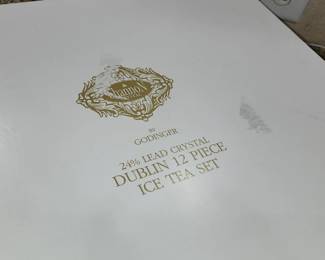 BY
GODINGER
24% LEAD CRYSTAL
DUBLIN 12 PIECE
ICE TEA SET